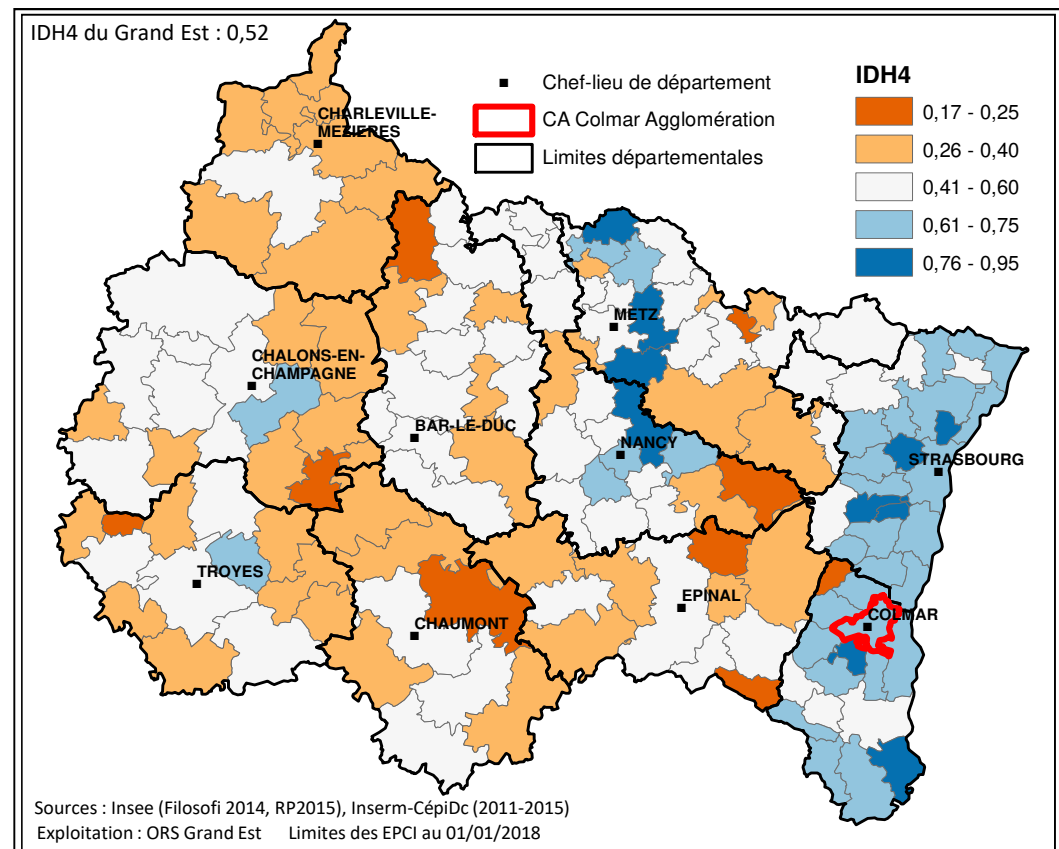 IDH4 du Grand Est : 0,52
Chef-lieu de département
CA Colmar Agglomération
Limites départementales
IDH4
0,17 - 0,25
0,26 - 0,40
0,41 - 0,60
0,61 - 0,75
0,76 - 0,95
CHARLEVILLE-
MEZIERES
METZ
CHALONS-EN-
CHAMPAGNE
BAR-LE-DUC
NANCY
STRASBOURG
TROYES
EPINAL
CHAUMONT
COLMAR
Sources : Insee (Filosofi 2014, RP2015), Inserm-CépiDc (2011-2015)
Exploitation : ORS Grand Est Limites des EPCI au 01/01/2018